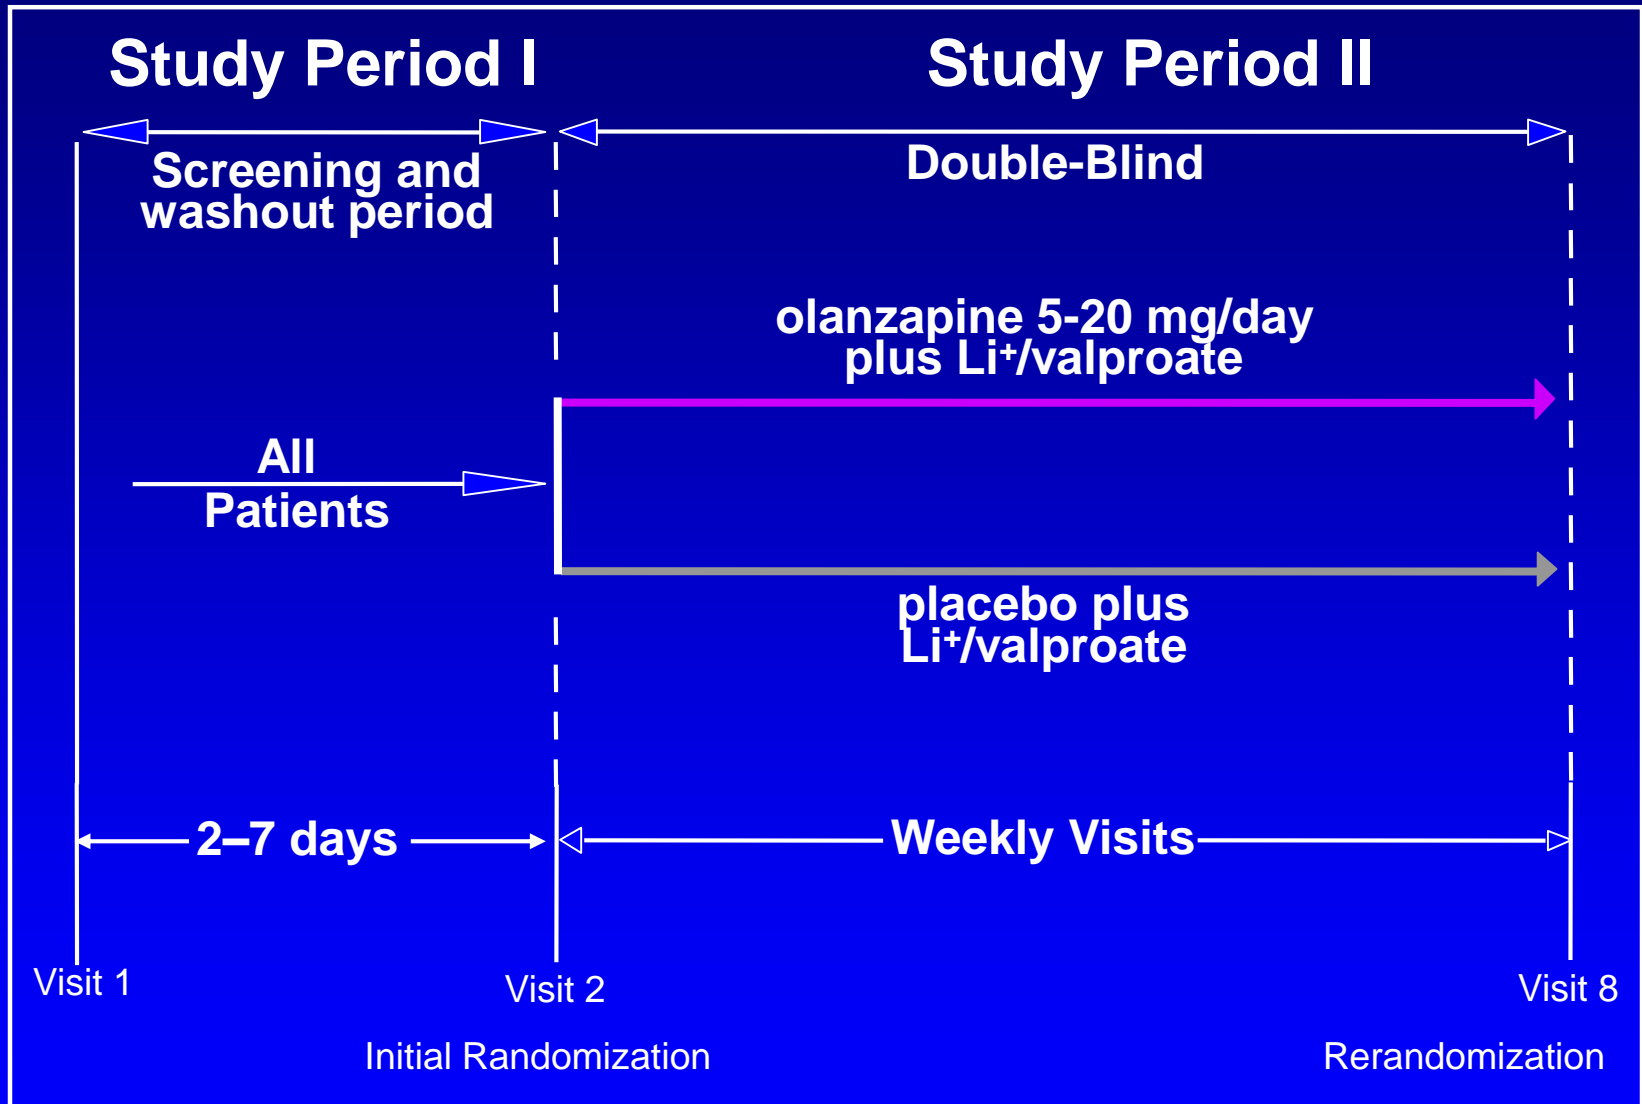 Study Period I
Study Period II
Screening and
washout period
Double-Blind
olanzapine 5-20 mg/day
plus Li⁺/valproate
All
Patients
placebo plus
Li⁺/valproate
2–7 days
Weekly Visits
Visit 1
Visit 2
Visit 8
Initial Randomization
Rerandomization